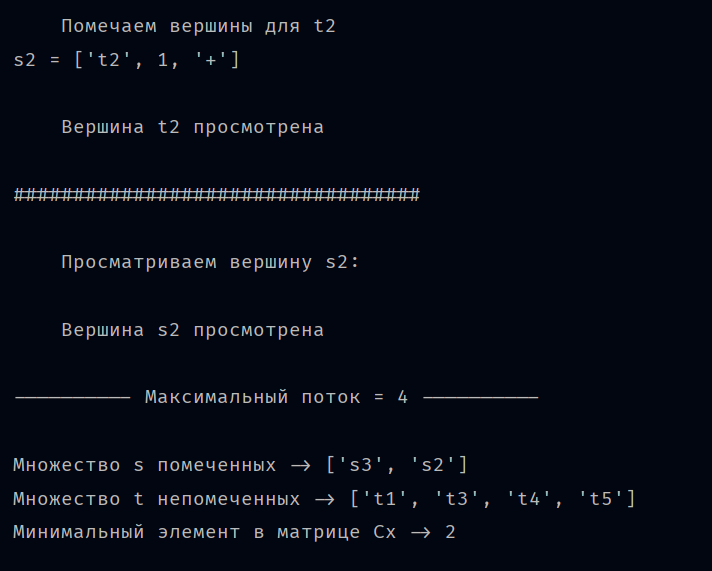 Помечаем вершины для t2
s2 = ['t2', 1, '+']
Вершина t2 просмотрена
##################################
Просматриваем вершину s2:
Вершина s2 просмотрена
────────── Максимальный поток = 4 ──────────
Множество s помеченных -> ['s3', 's2']
Множество t непомеченных -> ['t1', 't3', 't4', 't5']
Минимальный элемент в матрице Cx -> 2